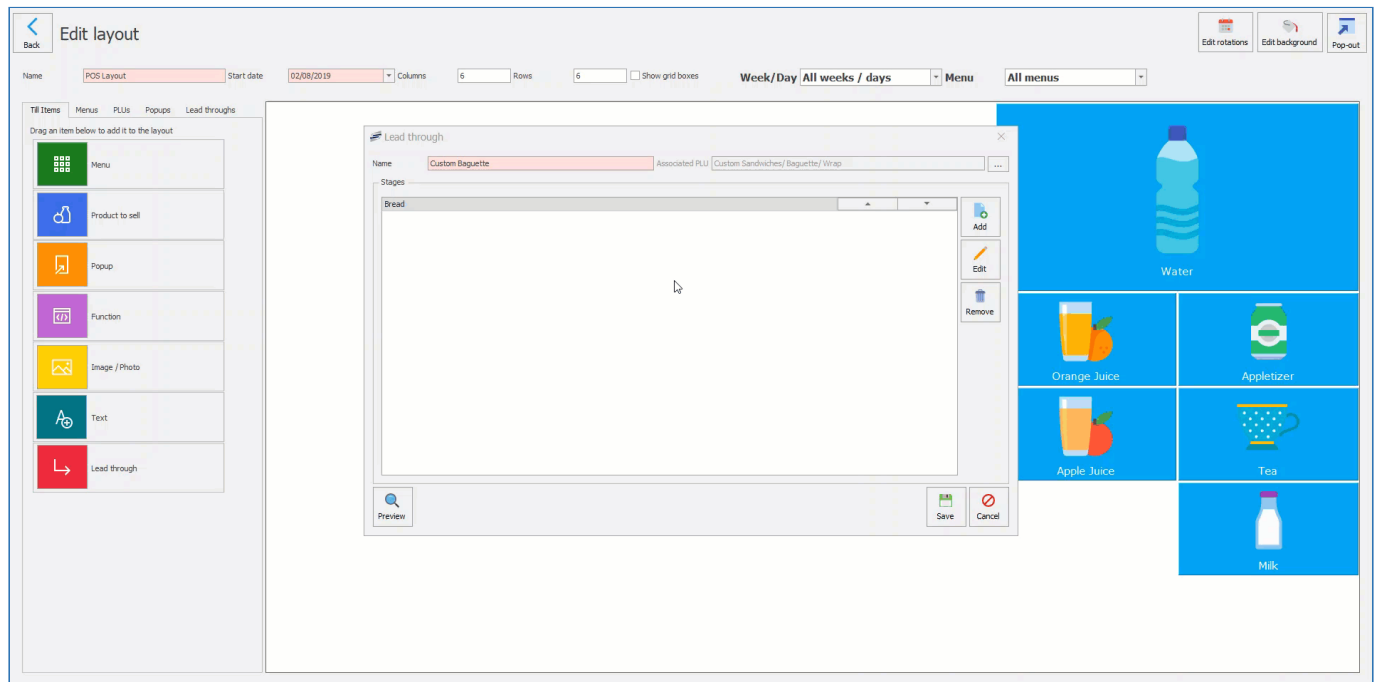 Back
Edit layout
Edit rotations
Edit background
Pop-out
Name
POS Layout
Start date
02/08/2019
Columns
6
Rows
6
Show grid boxes
Week/Day
All weeks / days
Menu
All menus
Till Items
Menus
PLUs
Popups
Lead throughs
Drag an item below to add it to the layout
Menu
Product to sell
Popup
Function
Image / Photo
Text
Lead through
Lead through
Name
Custom Baguette
Associated PLU
Custom Sandwiches/ Baguette/ Wrap
...
Stages
Bread
Add
Edit
Remove
Preview
Save
Cancel
Water
Orange Juice
Appletizer
Apple Juice
Tea
Milk